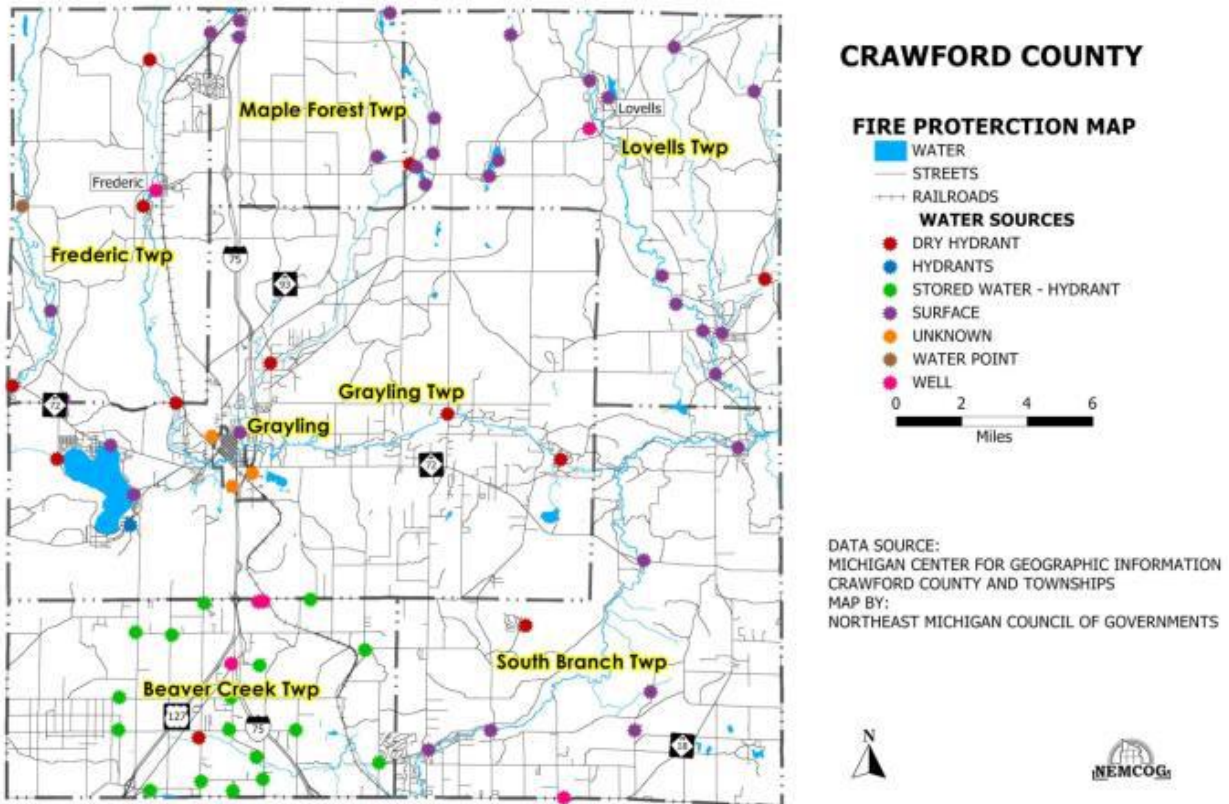 CRAWFORD COUNTY
FIRE PROTERCTION MAP
WATER
STREETS
RAILROADS
WATER SOURCES
DRY HYDRANT
HYDRANTS
STORED WATER - HYDRANT
SURFACE
UNKNOWN
WATER POINT
WELL
0 2 4 6
Miles
DATA SOURCE:
MICHIGAN CENTER FOR GEOGRAPHIC INFORMATION
CRAWFORD COUNTY AND TOWNSHIPS
MAP BY:
NORTHEAST MICHIGAN COUNCIL OF GOVERNMENTS
N
NEMCOG
Maple Forest Twp
Lovells
Lovells Twp
Frederic
Frederic Twp
75
93
Grayling Twp
72
Grayling
72
South Branch Twp
Beaver Creek Twp
127
75
18